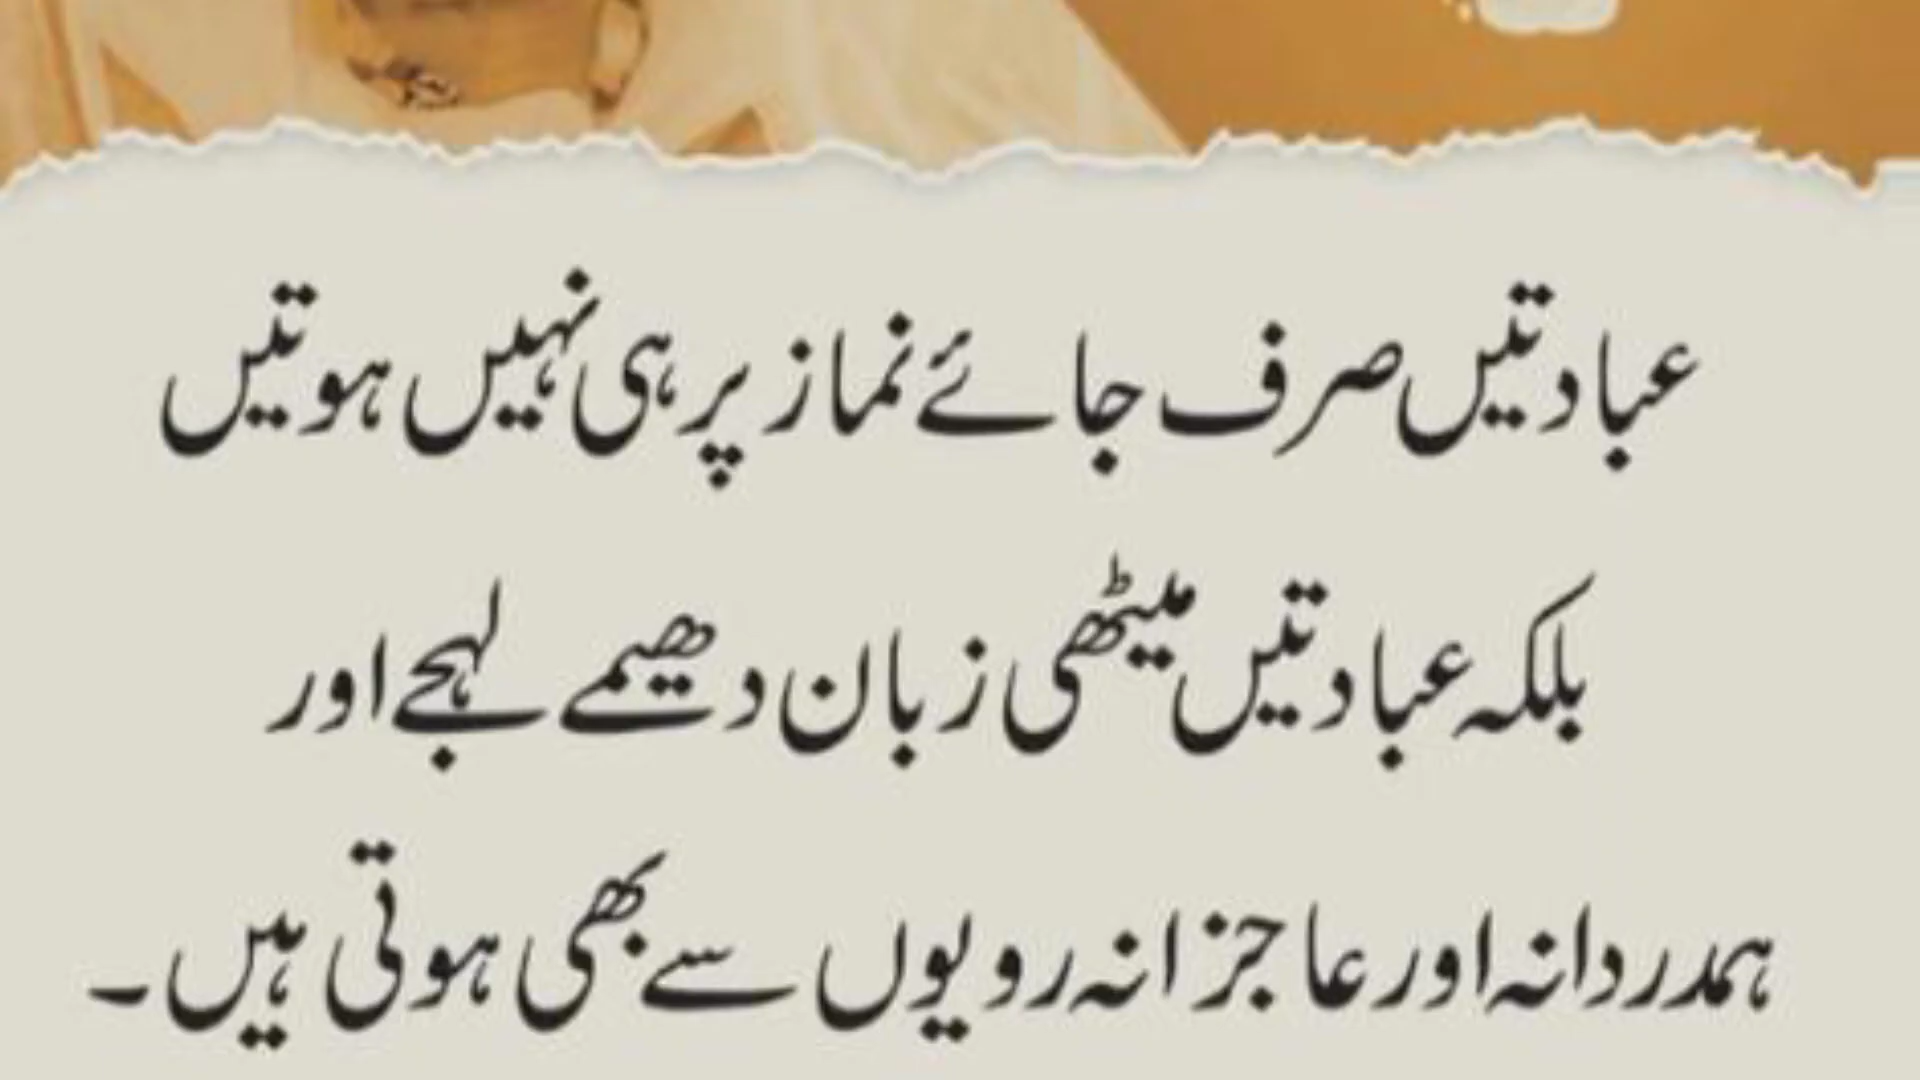 عبادتیں صرف جائے نماز پر ہی نہیں ہوتیں
بلکہ عبادتیں میٹھی زبان دھیمے لہجے اور
ہمدردانہ اور عاجزانہ رویوں سے بھی ہوتی ہیں۔